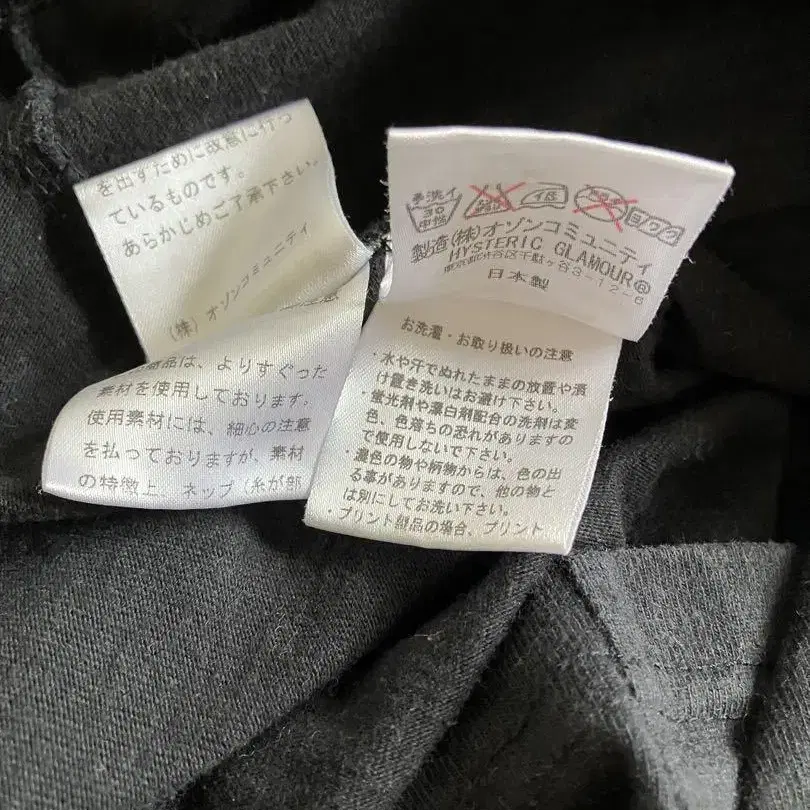 を出すために故意に行っ
ているものです。
あらかじめご了承下さい。
(株) オゾンコミュニティ
商品は、よりすぐった
素材を使用しております。
使用素材には、細心の注意
を払っておりますが、素材
の特徴上、ネップ(糸が部
手洗イ
30
中性
低
ヨワク
製造(株)オゾンコミュニティ
HYSTERIC GLAMOUR®
東京都渋谷区千駄ヶ谷3-12-6
日本製
お洗濯・お取り扱いの注意
・水や汗でぬれたままの放置や漬
け置き洗いはお避け下さい。
・蛍光剤や漂白剤配合の洗剤は変
色、色落ちの恐れがありますの
で使用しないで下さい。
・濃色の物や柄物からは、色の出
る事がありますので、他の物と
は別にしてお洗い下さい。
・プリント製品の場合、プリント